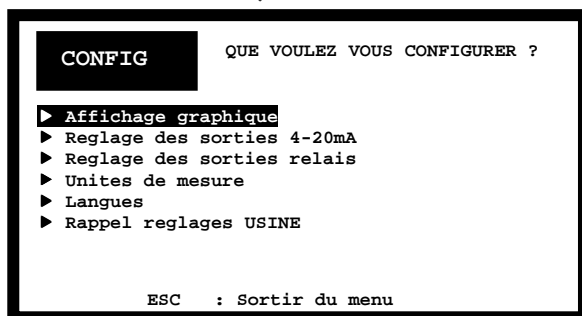 CONFIG
QUE VOULEZ VOUS CONFIGURER ?
Affichage graphique
Reglage des sorties 4-20mA
Reglage des sorties relais
Unites de mesure
Langues
Rappel reglages USINE
ESC : Sortir du menu